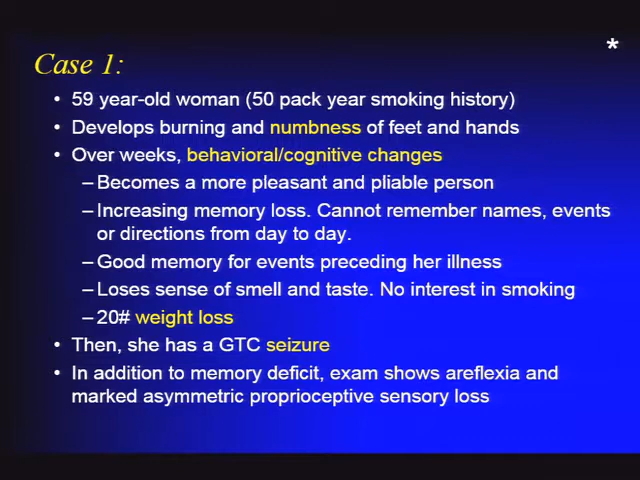 *
Case 1:
• 59 year-old woman (50 pack year smoking history)
• Develops burning and numbness of feet and hands
• Over weeks, behavioral/cognitive changes
– Becomes a more pleasant and pliable person
– Increasing memory loss. Cannot remember names, events
or directions from day to day.
– Good memory for events preceding her illness
– Loses sense of smell and taste. No interest in smoking
– 20# weight loss
• Then, she has a GTC seizure
• In addition to memory deficit, exam shows areflexia and
marked asymmetric proprioceptive sensory loss